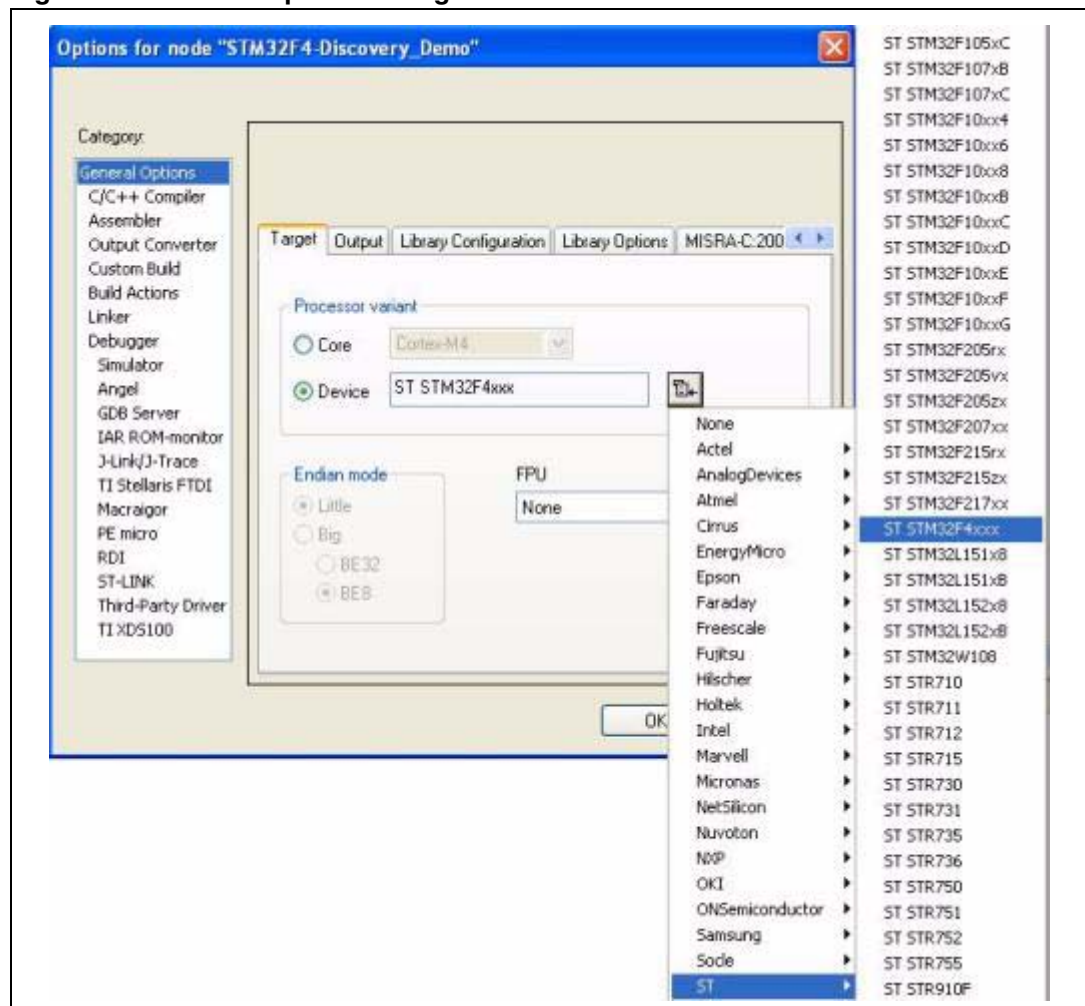 Options for node "STM32F4-Discovery_Demo"
Category:
General Options
C/C++ Compiler
Assembler
Output Converter
Custom Build
Build Actions
Linker
Debugger
Simulator
Angel
GDB Server
IAR ROM-monitor
J-Link/J-Trace
TI Stellaris FTDI
Macraigor
PE micro
RDI
ST-LINK
Third-Party Driver
TI XDS100
Target Output Library Configuration Library Options MISRA-C:200
Processor variant
Core Cortex-M4
Device ST STM32F4xxx
Endian mode
Little
Big
BE32
BE8
FPU
None
OK
None
Actel
AnalogDevices
Atmel
Cirrus
EnergyMicro
Epson
Faraday
Freescale
Fujitsu
Hilscher
Holtek
Intel
Marvell
Micronas
NetSilicon
Nuvoton
NXP
OKI
ONSemiconductor
Samsung
Socle
ST
ST STM32F105xC
ST STM32F107xB
ST STM32F107xC
ST STM32F10xx4
ST STM32F10xx6
ST STM32F10xx8
ST STM32F10xxB
ST STM32F10xxC
ST STM32F10xxD
ST STM32F10xxE
ST STM32F10xxF
ST STM32F10xxG
ST STM32F205rx
ST STM32F205vx
ST STM32F205zx
ST STM32F207xx
ST STM32F215rx
ST STM32F215zx
ST STM32F217xx
ST STM32F4xxx
ST STM32L151x8
ST STM32L151xB
ST STM32L152x8
ST STM32L152xB
ST STM32W108
ST STR710
ST STR711
ST STR712
ST STR715
ST STR730
ST STR731
ST STR735
ST STR736
ST STR750
ST STR751
ST STR752
ST STR755
ST STR910F